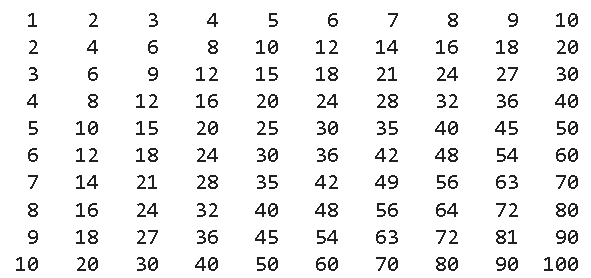 1 2 3 4 5 6 7 8 9 10
2 4 6 8 10 12 14 16 18 20
3 6 9 12 15 18 21 24 27 30
4 8 12 16 20 24 28 32 36 40
5 10 15 20 25 30 35 40 45 50
6 12 18 24 30 36 42 48 54 60
7 14 21 28 35 42 49 56 63 70
8 16 24 32 40 48 56 64 72 80
9 18 27 36 45 54 63 72 81 90
10 20 30 40 50 60 70 80 90 100